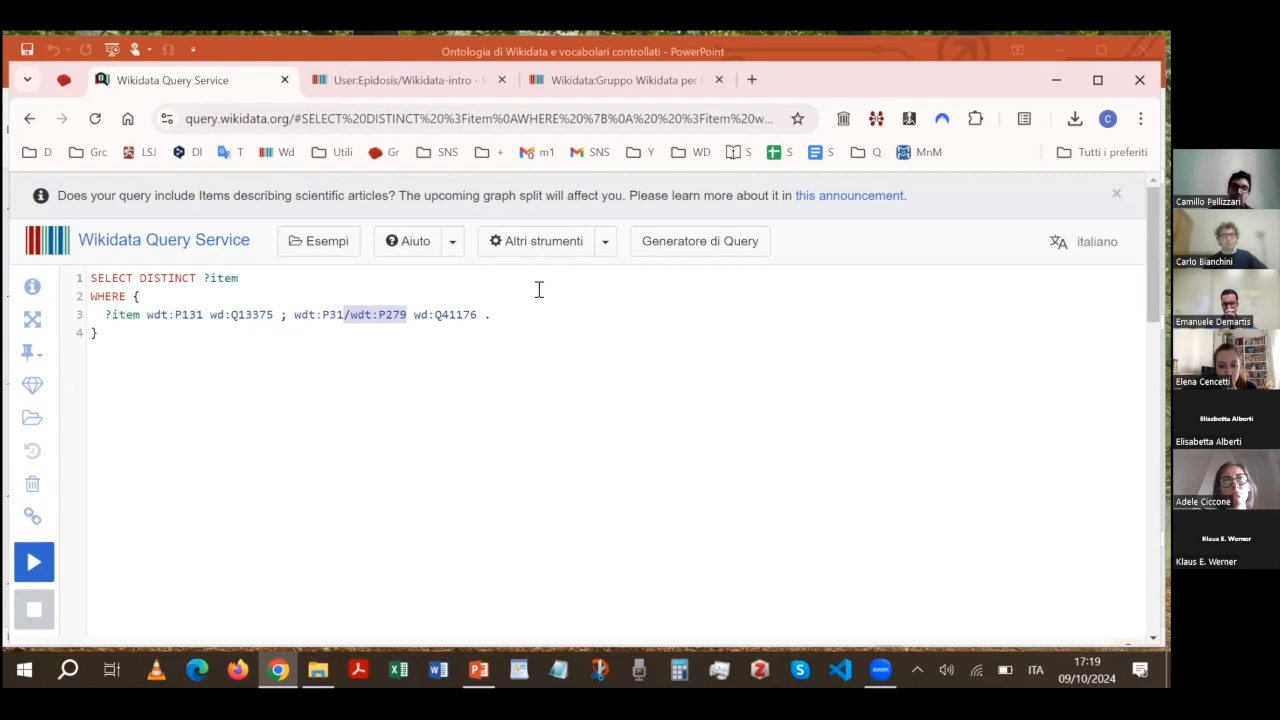 Ontologia di Wikidata e vocabolari controllati - PowerPoint
Wikidata Query Service
User:Epìdosis/Wikidata-intro -
Wikidata:Gruppo Wikidata per
query.wikidata.org/#SELECT%20DISTINCT%20%3Fitem%0AWHERE%20%7B%0A%20%20%3Fitem%20w...
D
Grc
LSJ
Dl
T
Wd
Utili
Gr
SNS
+
m1
SNS
Y
WD
S
S
S
Q
MnM
Tutti i preferiti
Does your query include Items describing scientific articles? The upcoming graph split will affect you. Please learn more about it in this announcement.
Wikidata Query Service
Esempi
Aiuto
Altri strumenti
Generatore di Query
italiano
1 SELECT DISTINCT ?item
2 WHERE {
3 ?item wdt:P131 wd:Q13375 ; wdt:P31/wdt:P279 wd:Q41176 .
4 }
Camillo Pellizzari
Carlo Bianchini
Emanuele Demartis
Elena Cencetti
Elisabetta Alberti
Elisabetta Alberti
Adele Ciccone
Klaus E. Werner
Klaus E. Werner
zoom
ITA
17:19
09/10/2024